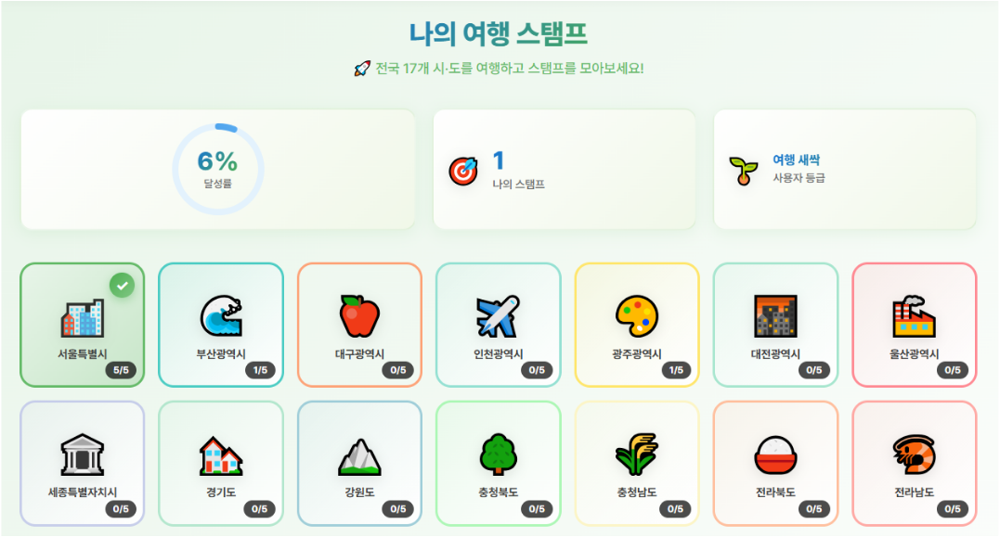 나의 여행 스탬프
전국 17개 시·도를 여행하고 스탬프를 모아보세요!
6%
달성률
1
나의 스탬프
여행 새싹
사용자 등급
서울특별시
5/5
부산광역시
1/5
대구광역시
0/5
인천광역시
0/5
광주광역시
1/5
대전광역시
0/5
울산광역시
0/5
세종특별자치시
0/5
경기도
0/5
강원도
0/5
충청북도
0/5
충청남도
0/5
전라북도
0/5
전라남도
0/5